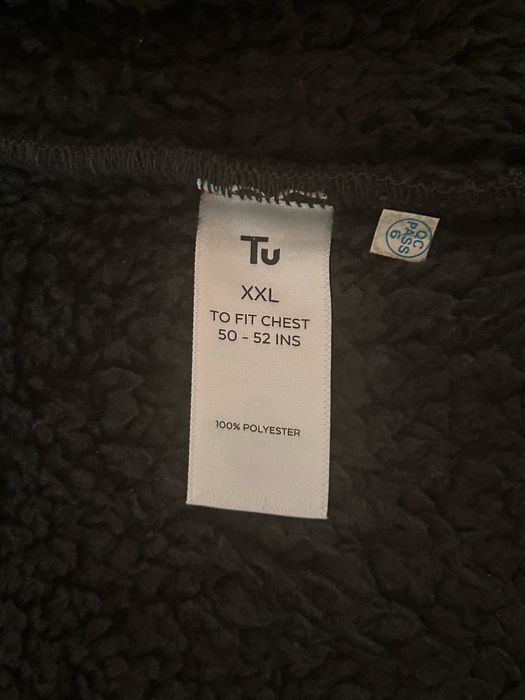 Tu
XXL
TO FIT CHEST
50 - 52 INS
100% POLYESTER
QC
PASS
6